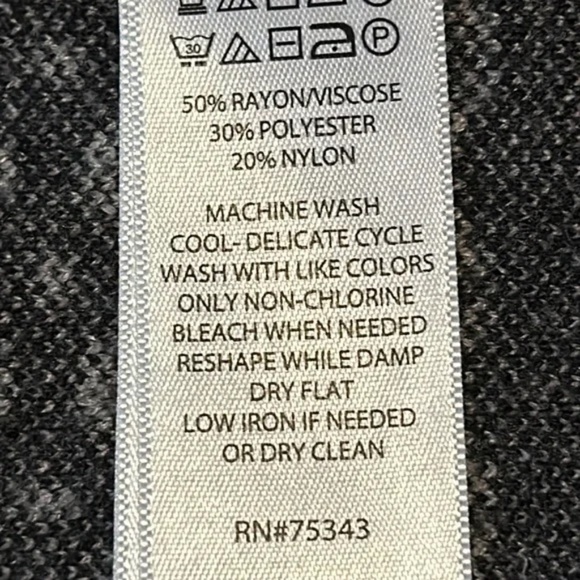 30 P
50% RAYON/VISCOSE
30% POLYESTER
20% NYLON
MACHINE WASH
COOL- DELICATE CYCLE
WASH WITH LIKE COLORS
ONLY NON-CHLORINE
BLEACH WHEN NEEDED
RESHAPE WHILE DAMP
DRY FLAT
LOW IRON IF NEEDED
OR DRY CLEAN
RN#75343